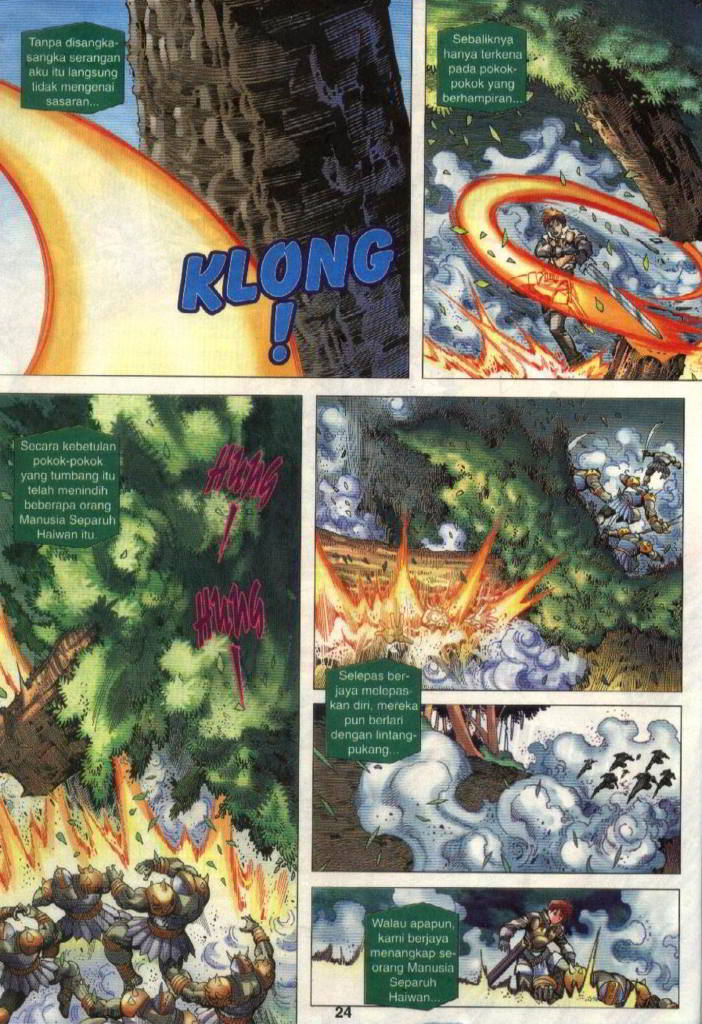 Tanpa disangka-
sangka serangan
aku itu langsung
tidak mengenai
sasaran...
KLONG
!
Sebaliknya
hanya terkena
pada pokok-
pokok yang
berhampiran...
Secara kebetulan
pokok-pokok
yang tumbang itu
telah menindih
beberapa orang
Manusia Separuh
Haiwan itu.
HUNG
!
HUNG
!
Selepas ber-
jaya melepas-
kan diri, mereka
pun berlari
dengan lintang-
pukang...
Walau apapun,
kami berjaya
menangkap se-
orang Manusia
Separuh
Haiwan...
24